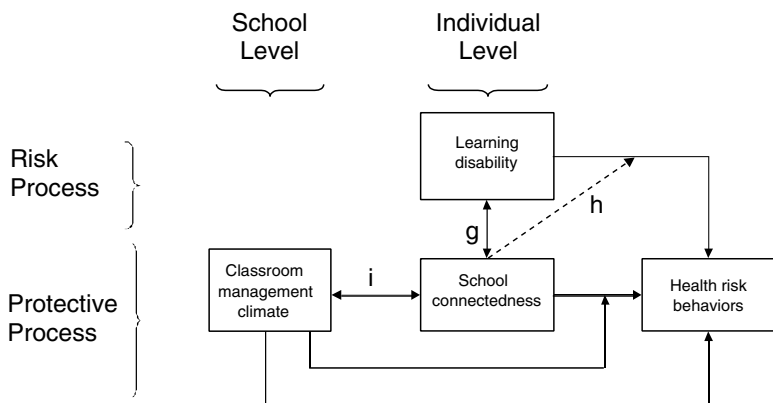 School
Level
Individual
Level
Risk
Process
Learning
disability
g
h
Protective
Process
Classroom
management
climate
i
School
connectedness
Health risk
behaviors